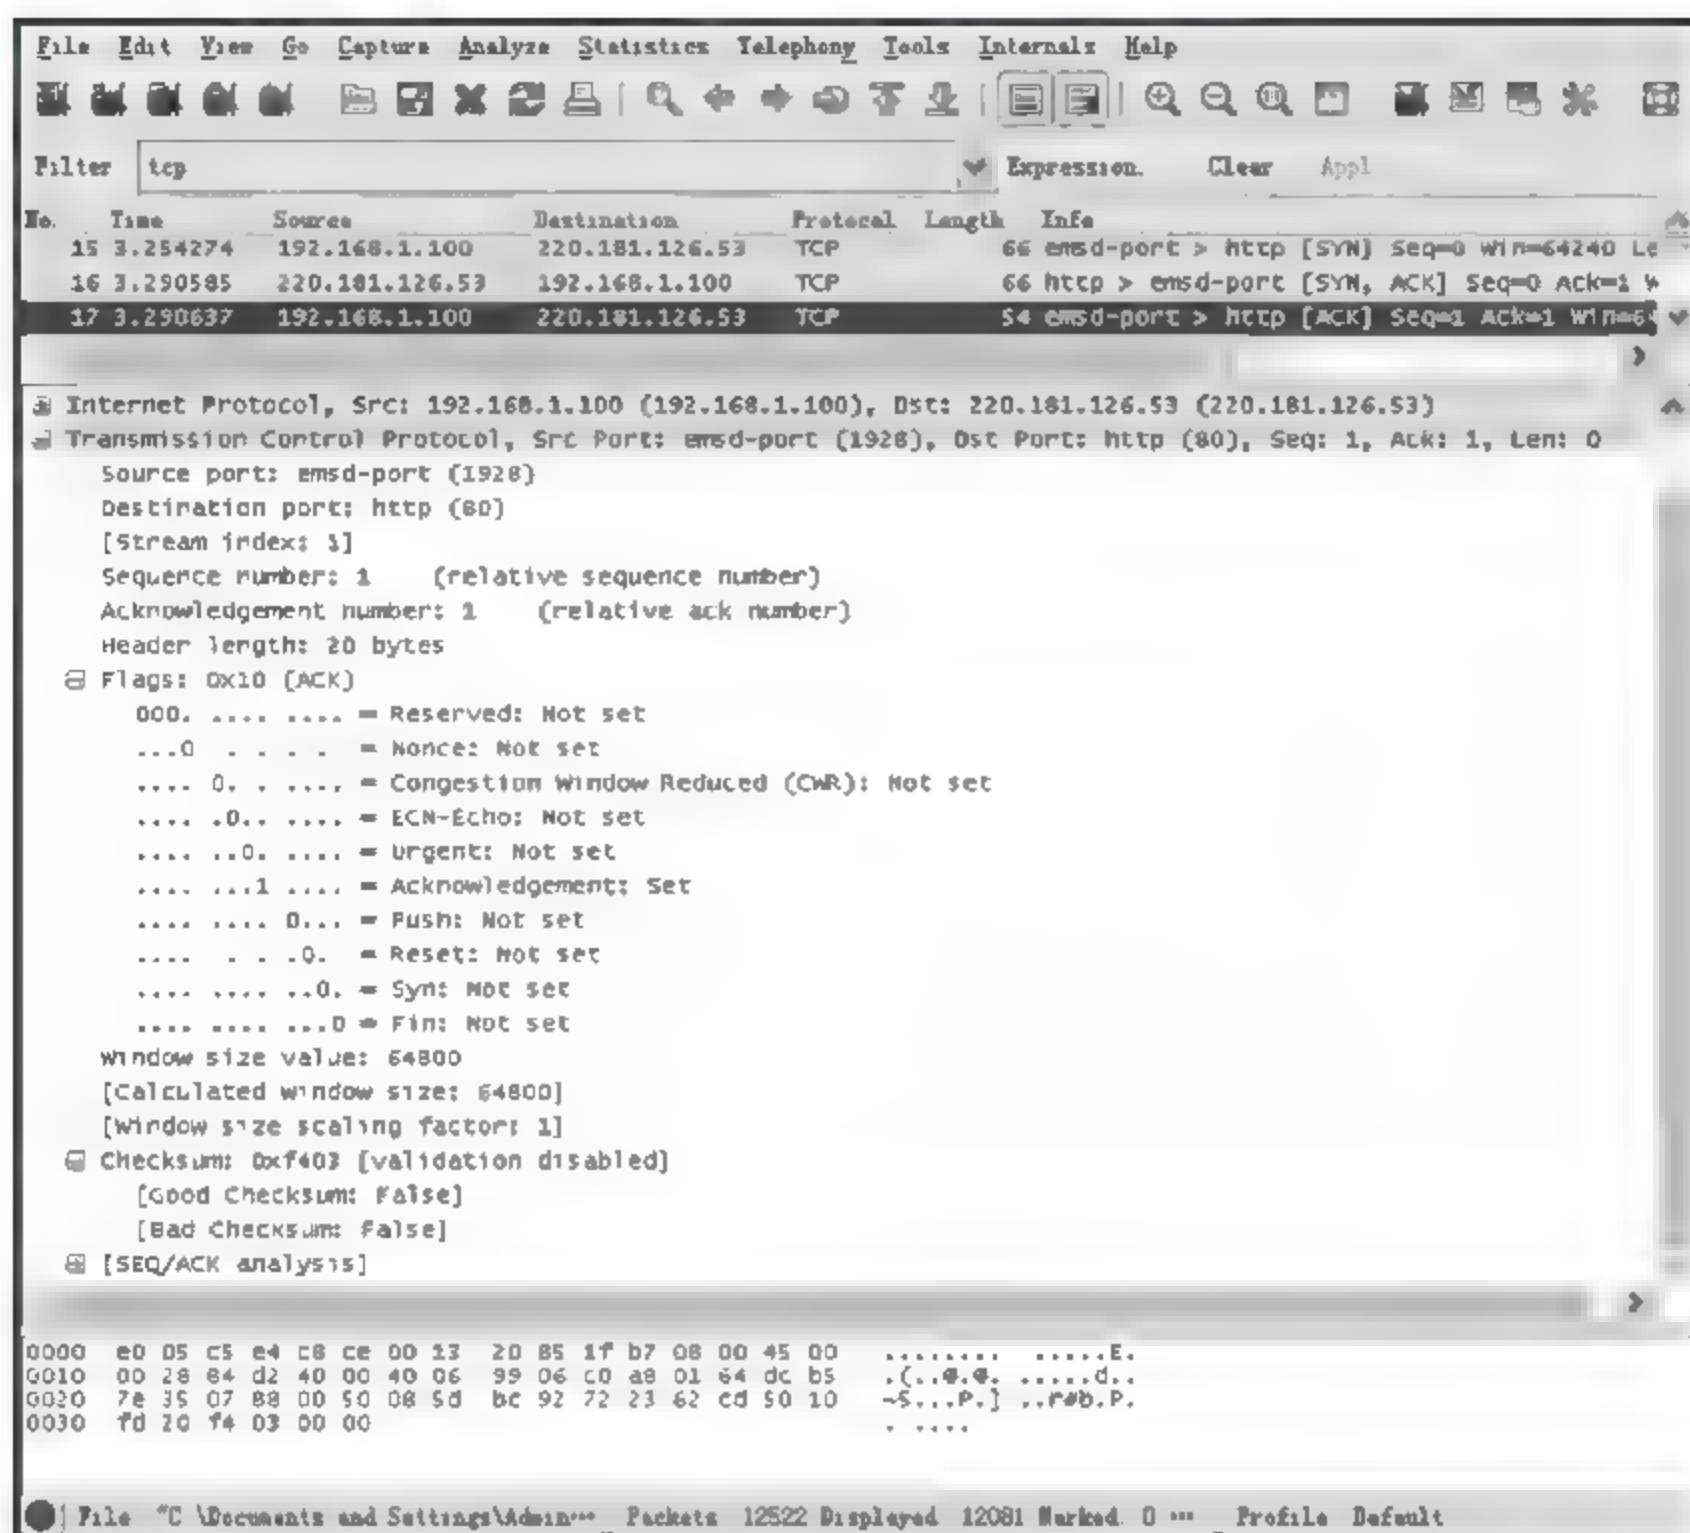 File Edit View Go Capture Analyze Statistics Telephony Tools Internals Help
Filter tcp Expression. Clear Appl
No. Time Source Destination Protocol Length Info
15 3.254274 192.168.1.100 220.181.126.53 TCP 66 emsd-port > http [SYN] Seq=0 Win=64240 Le
16 3.290585 220.181.126.53 192.168.1.100 TCP 66 http > emsd-port [SYN, ACK] Seq=0 Ack=1 W
17 3.290637 192.168.1.100 220.181.126.53 TCP 54 emsd-port > http [ACK] Seq=1 Ack=1 Win=64
Internet Protocol, Src: 192.168.1.100 (192.168.1.100), Dst: 220.181.126.53 (220.181.126.53)
Transmission Control Protocol, Src Port: emsd-port (1928), Dst Port: http (80), Seq: 1, Ack: 1, Len: 0
Source port: emsd-port (1928)
Destination port: http (80)
[Stream index: 1]
Sequence number: 1 (relative sequence number)
Acknowledgement number: 1 (relative ack number)
Header length: 20 bytes
Flags: 0x10 (ACK)
000. .... .... = Reserved: Not set
...0 . . . . = Nonce: Not set
.... 0. . .... = Congestion Window Reduced (CWR): Not set
.... .0.. .... = ECN-Echo: Not set
.... ..0. .... = Urgent: Not set
.... ...1 .... = Acknowledgement: Set
.... .... 0... = Push: Not set
.... . . .0. = Reset: Not set
.... .... ..0. = Syn: Not set
.... .... ...0 = Fin: Not set
Window size value: 64800
[Calculated window size: 64800]
[Window size scaling factor: 1]
Checksum: 0xf403 [validation disabled]
[Good Checksum: False]
[Bad Checksum: False]
[SEQ/ACK analysis]
0000 e0 05 c5 e4 c8 ce 00 13 20 85 1f b7 08 00 45 00 ........ .....E.
0010 00 28 84 d2 40 00 40 06 99 06 c0 a8 01 64 dc b5 .(..@.@. .....d..
0020 7e 35 07 88 00 50 08 5d bc 92 72 23 62 cd 50 10 ~5...P.] ..r#b.P.
0030 fd 20 f4 03 00 00 . ....
File "C \Documents and Settings\Admin··· Packets 12522 Displayed 12081 Marked. 0 ··· Profile Default